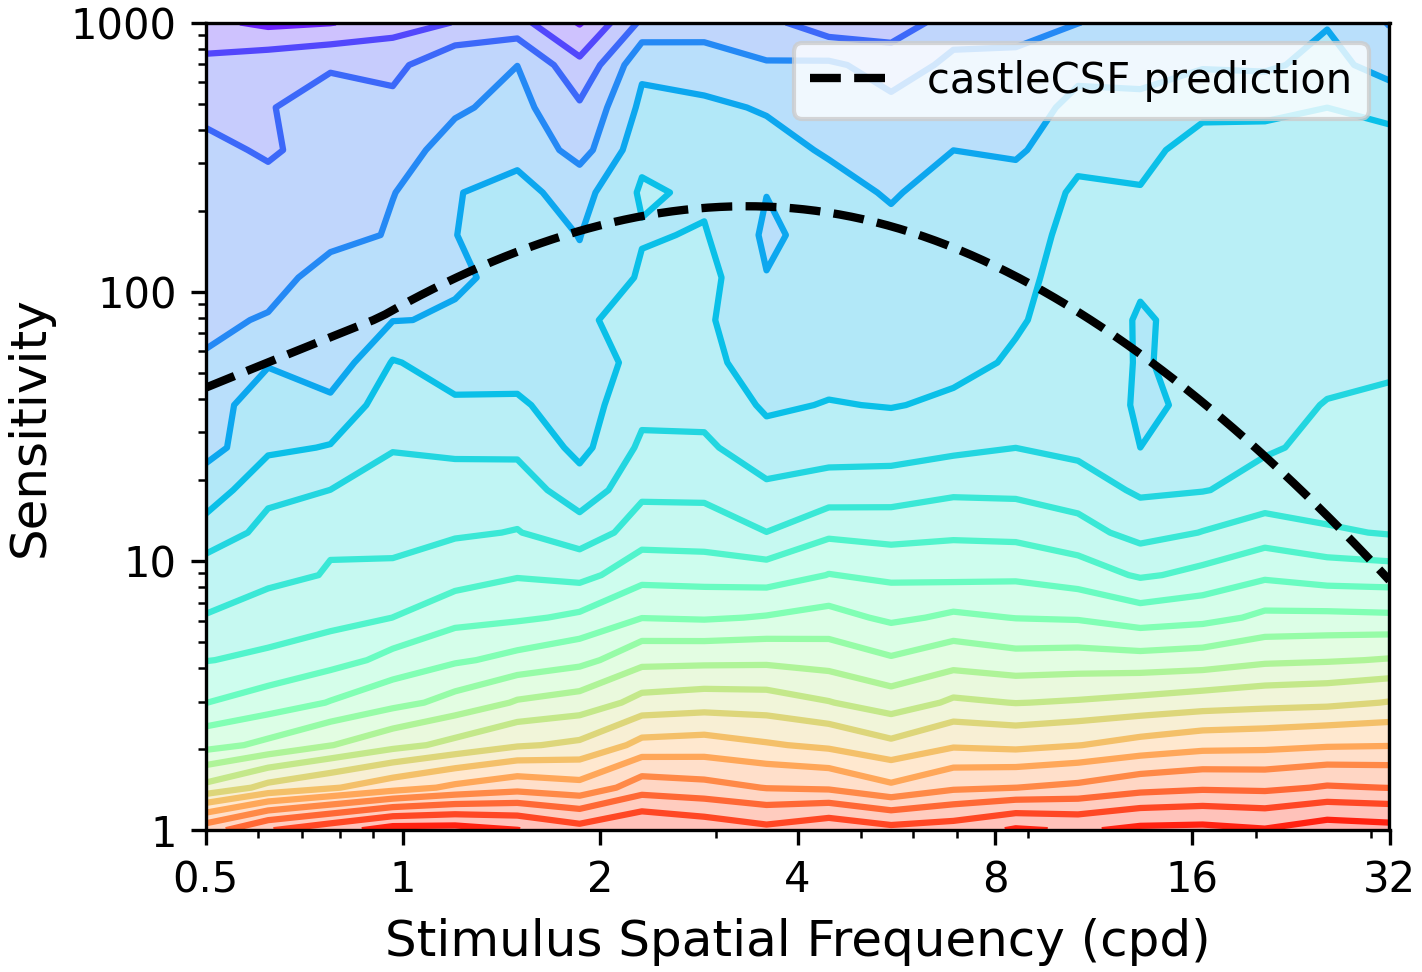 1000
100
10
1
Sensitivity
castleCSF prediction
0.5 1 2 4 8 16 32
Stimulus Spatial Frequency (cpd)